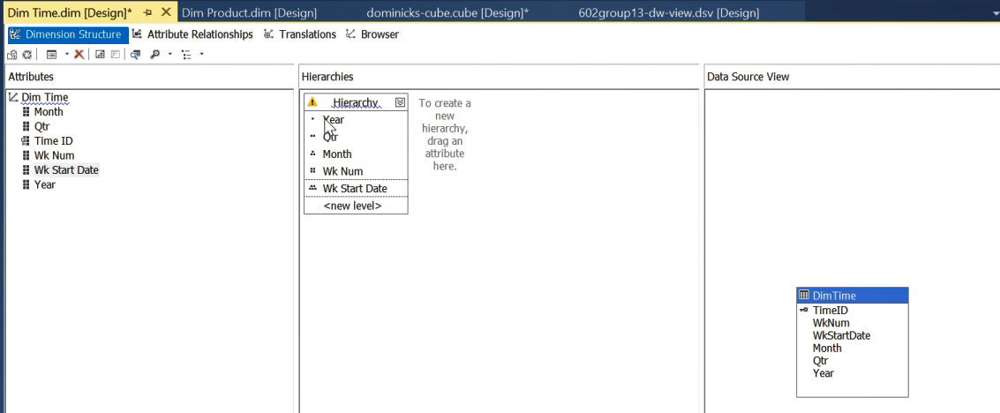 Dim Time.dim [Design]* Dim Product.dim [Design] dominicks-cube.cube [Design]* 602group13-dw-view.dsv [Design]
Dimension Structure Attribute Relationships Translations Browser
Attributes
Dim Time
Month
Qtr
Time ID
Wk Num
Wk Start Date
Year
Hierarchies
Hierarchy
Year
Qtr
Month
Wk Num
Wk Start Date
<new level>
To create a
new
hierarchy,
drag an
attribute
here.
Data Source View
DimTime
TimeID
WkNum
WkStartDate
Month
Qtr
Year